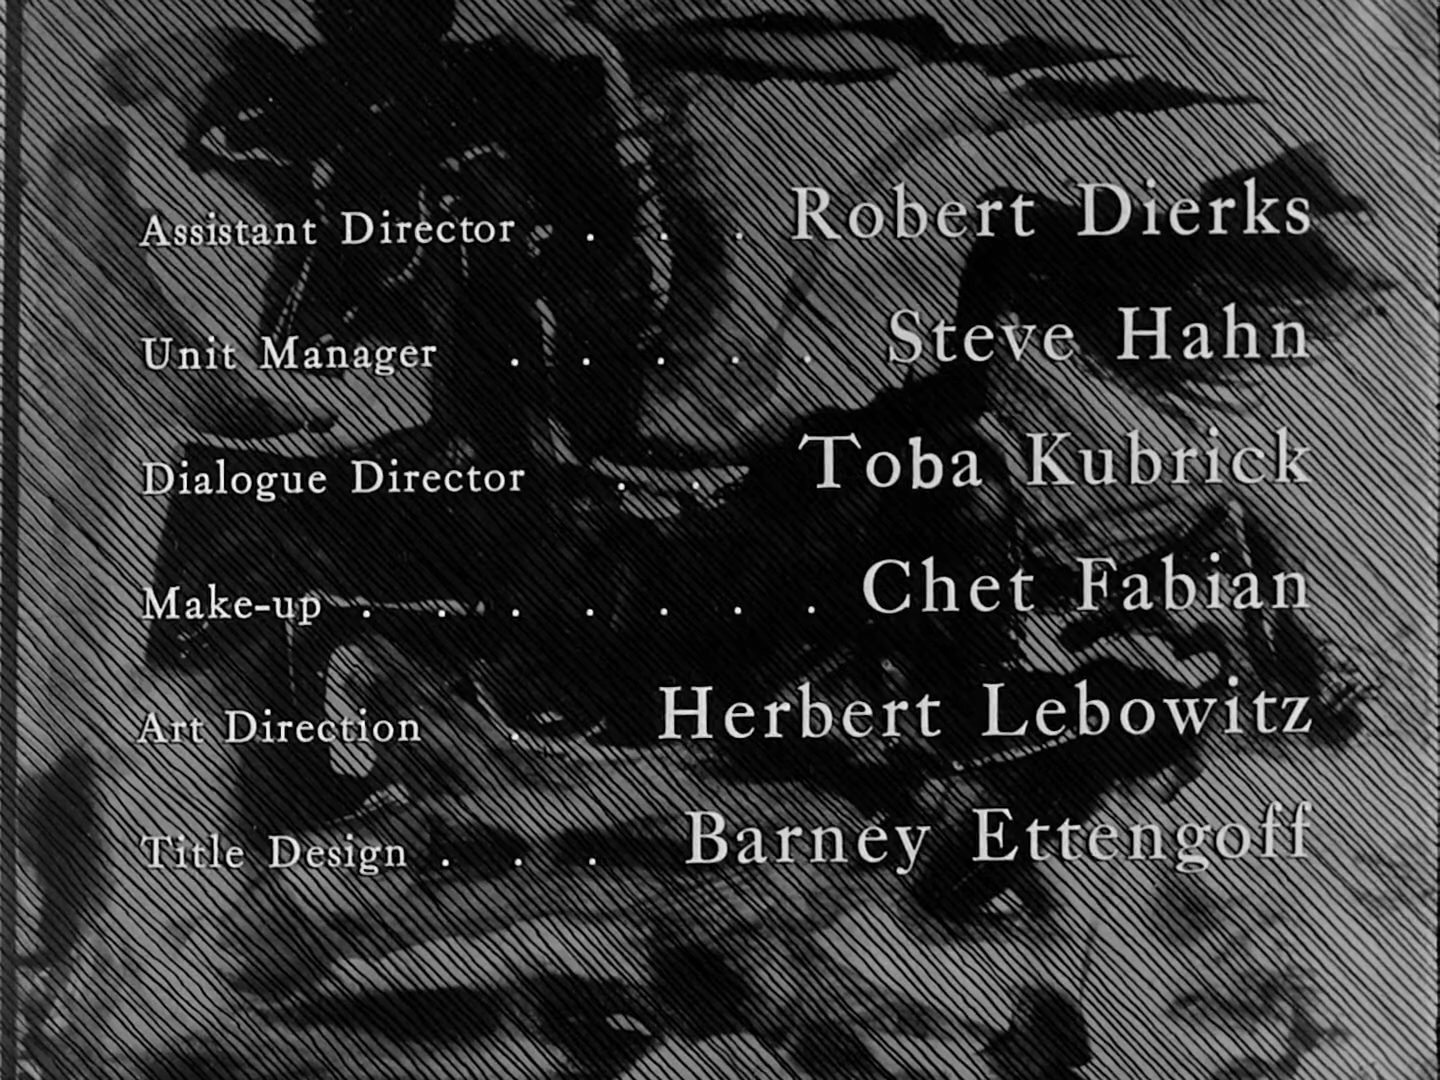 Assistant Director . . . . Robert Dierks
Unit Manager . . . . . Steve Hahn
Dialogue Director . . Toba Kubrick
Make-up . . . . . . . Chet Fabian
Art Direction . Herbert Lebowitz
Title Design . . . Barney Ettengoff